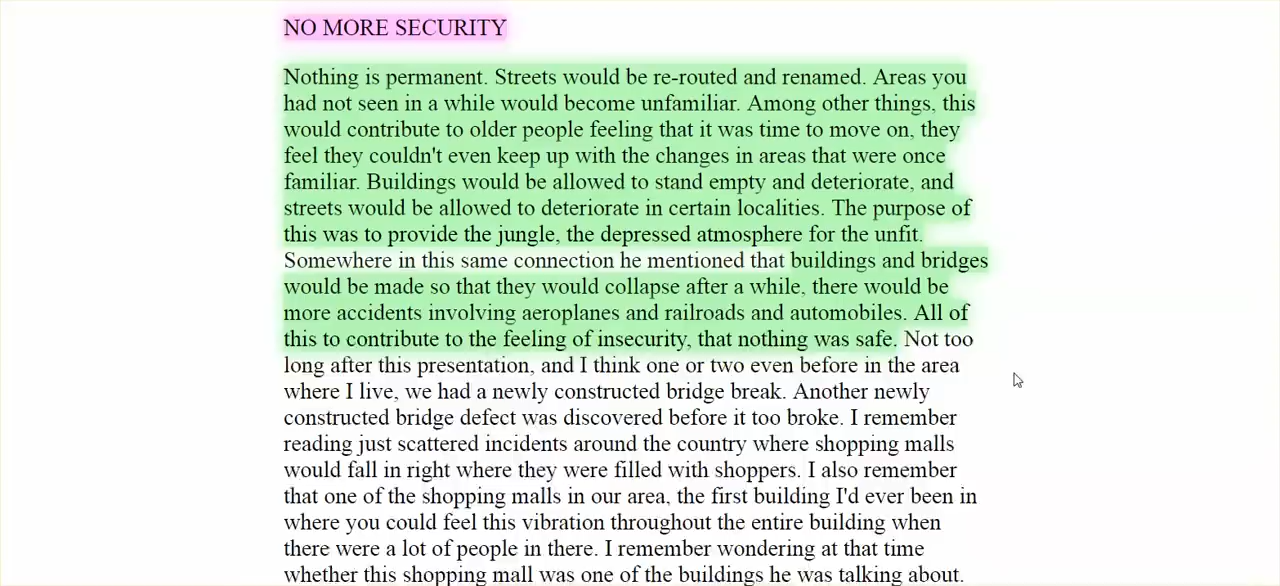 NO MORE SECURITY
Nothing is permanent. Streets would be re-routed and renamed. Areas you
had not seen in a while would become unfamiliar. Among other things, this
would contribute to older people feeling that it was time to move on, they
feel they couldn't even keep up with the changes in areas that were once
familiar. Buildings would be allowed to stand empty and deteriorate, and
streets would be allowed to deteriorate in certain localities. The purpose of
this was to provide the jungle, the depressed atmosphere for the unfit.
Somewhere in this same connection he mentioned that buildings and bridges
would be made so that they would collapse after a while, there would be
more accidents involving aeroplanes and railroads and automobiles. All of
this to contribute to the feeling of insecurity, that nothing was safe. Not too
long after this presentation, and I think one or two even before in the area
where I live, we had a newly constructed bridge break. Another newly
constructed bridge defect was discovered before it too broke. I remember
reading just scattered incidents around the country where shopping malls
would fall in right where they were filled with shoppers. I also remember
that one of the shopping malls in our area, the first building I'd ever been in
where you could feel this vibration throughout the entire building when
there were a lot of people in there. I remember wondering at that time
whether this shopping mall was one of the buildings he was talking about.